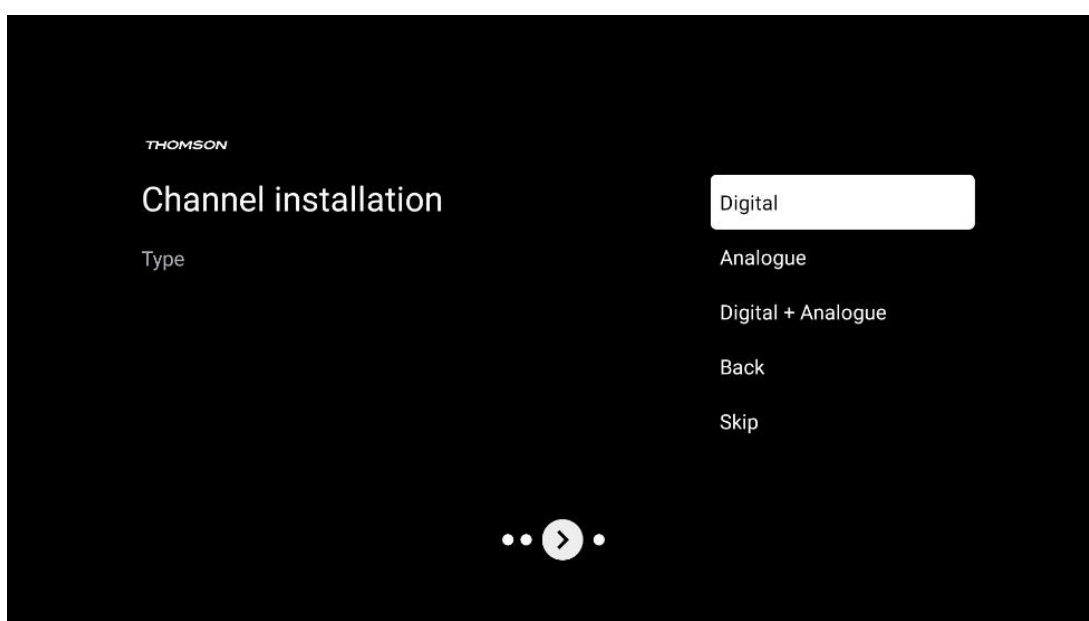 THOMSON
Channel installation
Type
Digital
Analogue
Digital + Analogue
Back
Skip